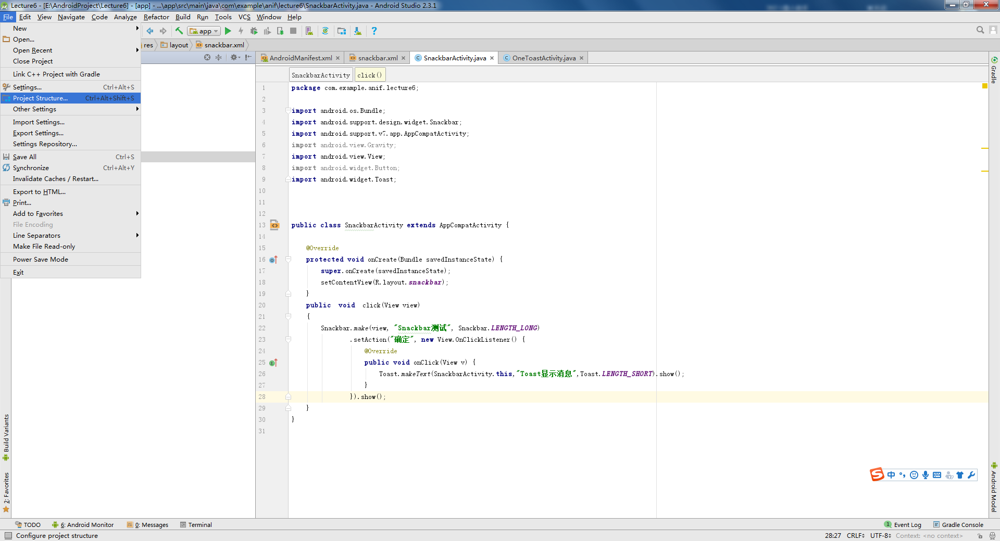 Lecture6 - [E:\AndroidProject\Lecture6] - [app] - ...\app\src\main\java\com\example\anif\lecture6\SnackbarActivity.java - Android Studio 2.3.1
File Edit View Navigate Code Analyze Refactor Build Run Tools VCS Window Help
New
app
Open...
res layout snackbar.xml
Open Recent
Close Project
AndroidManifest.xml snackbar.xml SnackbarActivity.java OneToastActivity.java
Link C++ Project with Gradle
SnackbarActivity click()
Settings... Ctrl+Alt+S
Project Structure... Ctrl+Alt+Shift+S
Other Settings
Import Settings...
Export Settings...
Settings Repository...
Save All Ctrl+S
Synchronize Ctrl+Alt+Y
Invalidate Caches / Restart...
Export to HTML...
Print...
Add to Favorites
File Encoding
Line Separators
Make File Read-only
Power Save Mode
Exit
1 package com.example.anif.lecture6;
2
3 import android.os.Bundle;
4 import android.support.design.widget.Snackbar;
5 import android.support.v7.app.AppCompatActivity;
6 import android.view.Gravity;
7 import android.view.View;
8 import android.widget.Button;
9 import android.widget.Toast;
10
11
12
13 public class SnackbarActivity extends AppCompatActivity {
14
15 @Override
16 protected void onCreate(Bundle savedInstanceState) {
17 super.onCreate(savedInstanceState);
18 setContentView(R.layout.snackbar);
19 }
20 public void click(View view)
21 {
22 Snackbar.make(view, "Snackbar测试", Snackbar.LENGTH_LONG)
23 .setAction("确定", new View.OnClickListener() {
24 @Override
25 public void onClick(View v) {
26 Toast.makeText(SnackbarActivity.this,"Toast显示消息",Toast.LENGTH_SHORT).show();
27 }
28 }).show();
29 }
30 }
31
Gradle
Build Variants
2: Favorites
Android Model
中
TODO 6: Android Monitor 0: Messages Terminal 1 Event Log Gradle Console
Configure project structure 28:27 CRLF UTF-8 Context: <no context>